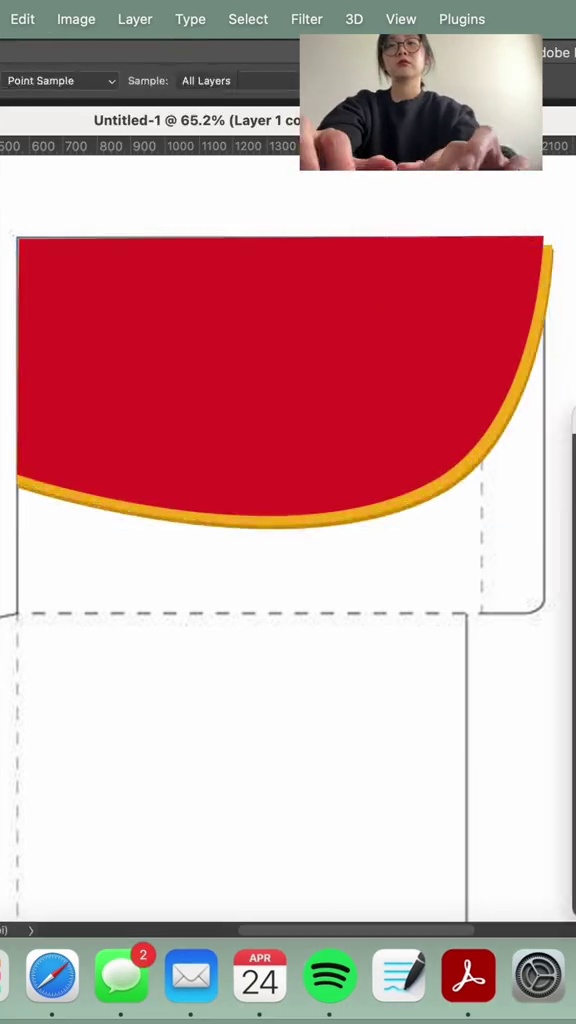 Edit Image Layer Type Select Filter 3D View Plugins
dobe
Point Sample Sample: All Layers
Untitled-1 @ 65.2% (Layer 1 co
500 600 700 800 900 1000 1100 1200 1300 2100
2
APR
24